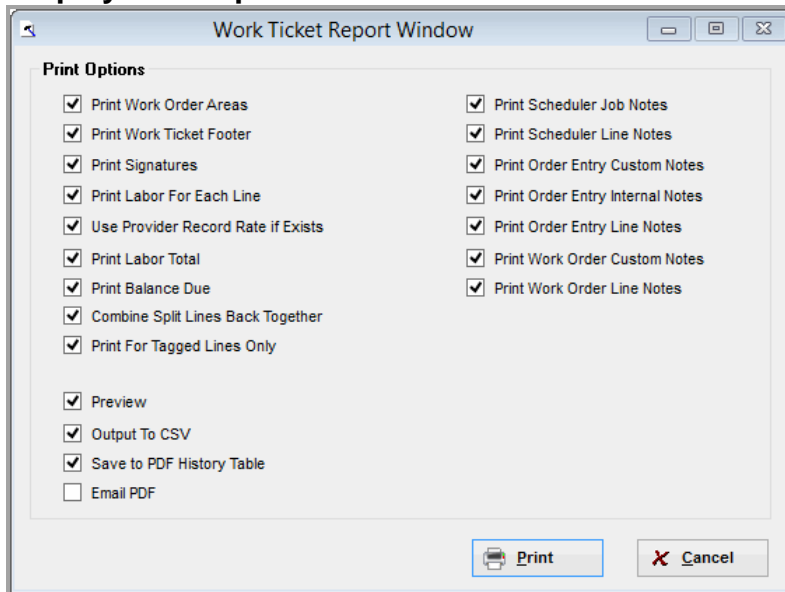 Work Ticket Report Window
Print Options
Print Work Order Areas
Print Work Ticket Footer
Print Signatures
Print Labor For Each Line
Use Provider Record Rate if Exists
Print Labor Total
Print Balance Due
Combine Split Lines Back Together
Print For Tagged Lines Only
Preview
Output To CSV
Save to PDF History Table
Email PDF
Print Scheduler Job Notes
Print Scheduler Line Notes
Print Order Entry Custom Notes
Print Order Entry Internal Notes
Print Order Entry Line Notes
Print Work Order Custom Notes
Print Work Order Line Notes
Print
Cancel